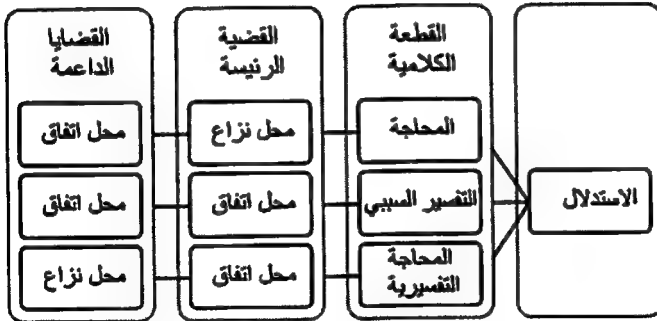 القطعة
الكلامية
القضية
الرئيسة
القضايا
الداعمة
الاستدلال
المحاجة
محل نزاع
محل اتفاق
التفسير السببي
محل اتفاق
محل اتفاق
المحاجة
التفسيرية
محل اتفاق
محل نزاع